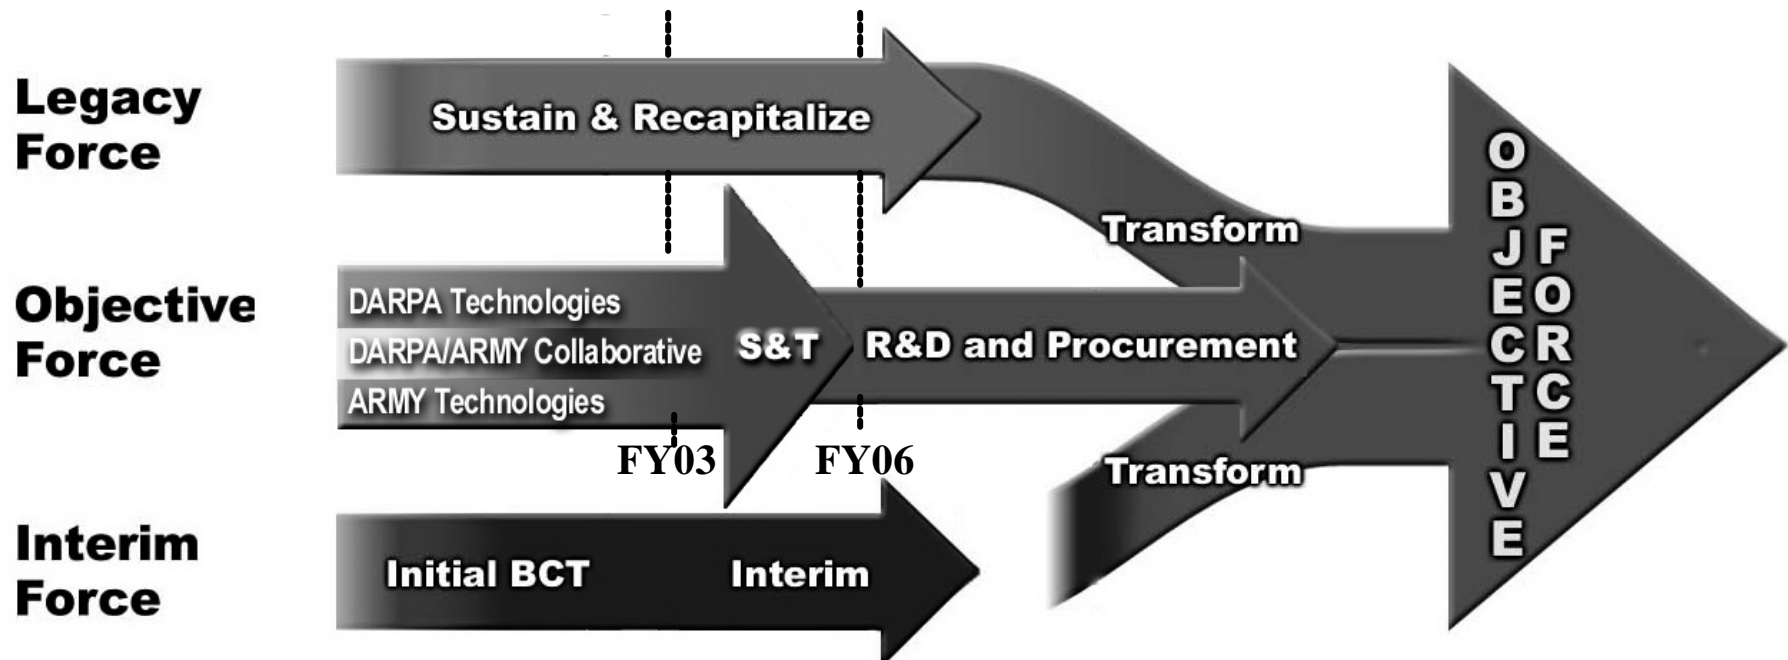 Legacy
Force
Sustain & Recapitalize
Transform
Objective
Force
DARPA Technologies
DARPA/ARMY Collaborative
ARMY Technologies
S&T
R&D and Procurement
FY03
FY06
Transform
Interim
Force
Initial BCT
Interim
OBJECTIVE
FORCE